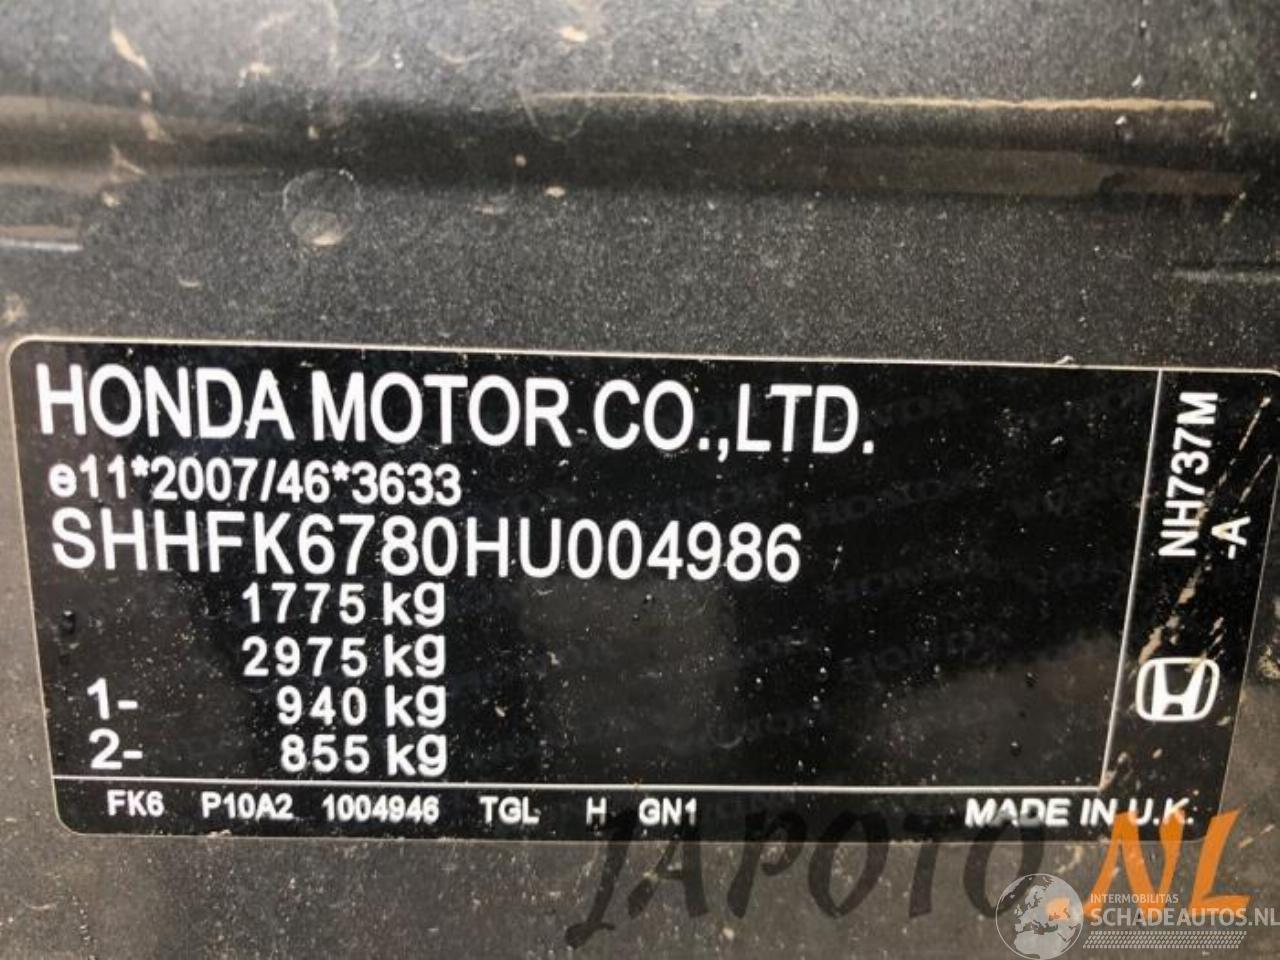 HONDA MOTOR CO.,LTD.
e11*2007/46*3633
SHHFK6780HU004986
1775 kg
2975 kg
1- 940 kg
2- 855 kg
FK6 P10A2 1004946 TGL H GN1 MADE IN U.K.
NH737M
-A
JAPOTO.NL
INTERMOBILITAS
SCHADEAUTOS.NL